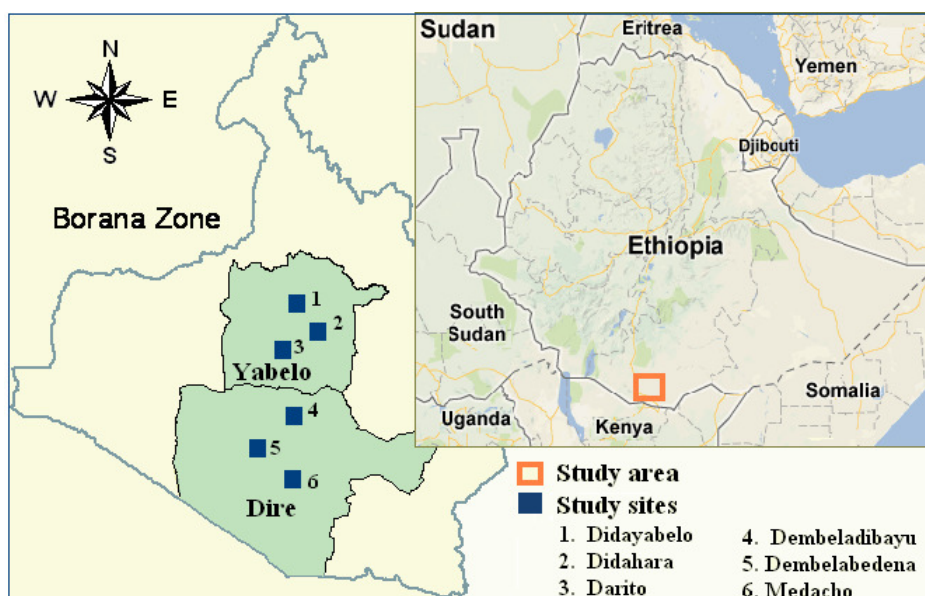 N
W E
S
Borana Zone
1
2
3
Yabelo
4
5
6
Dire
Sudan
Eritrea
Yemen
Djibouti
Ethiopia
South
Sudan
Somalia
Uganda
Kenya
Study area
Study sites
1. Didayabelo
2. Didahara
3. Darito
4. Dembeladibayu
5. Dembelabedena
6. Medacho